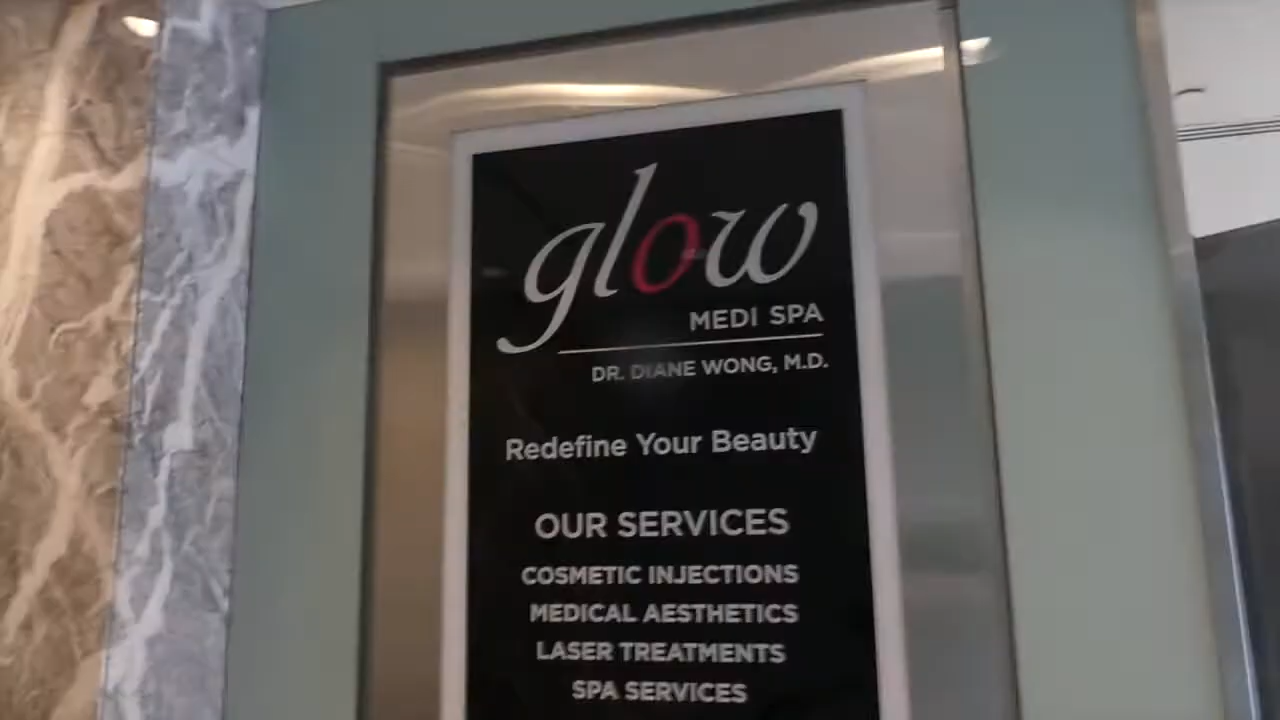 glow
MEDI SPA
DR. DIANE WONG, M.D.
Redefine Your Beauty
OUR SERVICES
COSMETIC INJECTIONS
MEDICAL AESTHETICS
LASER TREATMENTS
SPA SERVICES